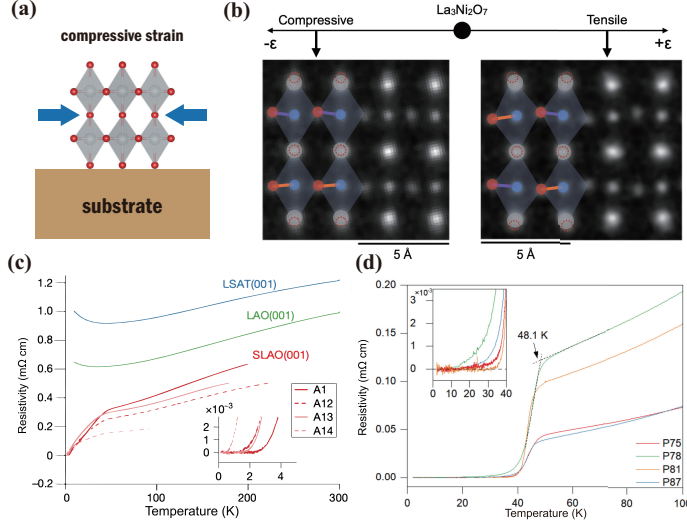 (a)
compressive strain
substrate
(b)
La₃Ni₂O₇
Compressive
Tensile
-ε
+ε
5 Å
5 Å
(c)
1.2
1.0
0.8
0.6
0.4
0.2
0
−0.2
0
100
200
300
Resistivity (mΩ cm)
Temperature (K)
LSAT(001)
LAO(001)
SLAO(001)
A1
A12
A13
A14
×10⁻³
2
1
0
0
2
4
(d)
0.20
0.15
0.10
0.05
0.00
0
20
40
60
80
100
Resistivity (mΩ cm)
Temperature (K)
×10⁻³
3
2
1
0
0
10
20
30
40
48.1 K
P75
P78
P81
P87